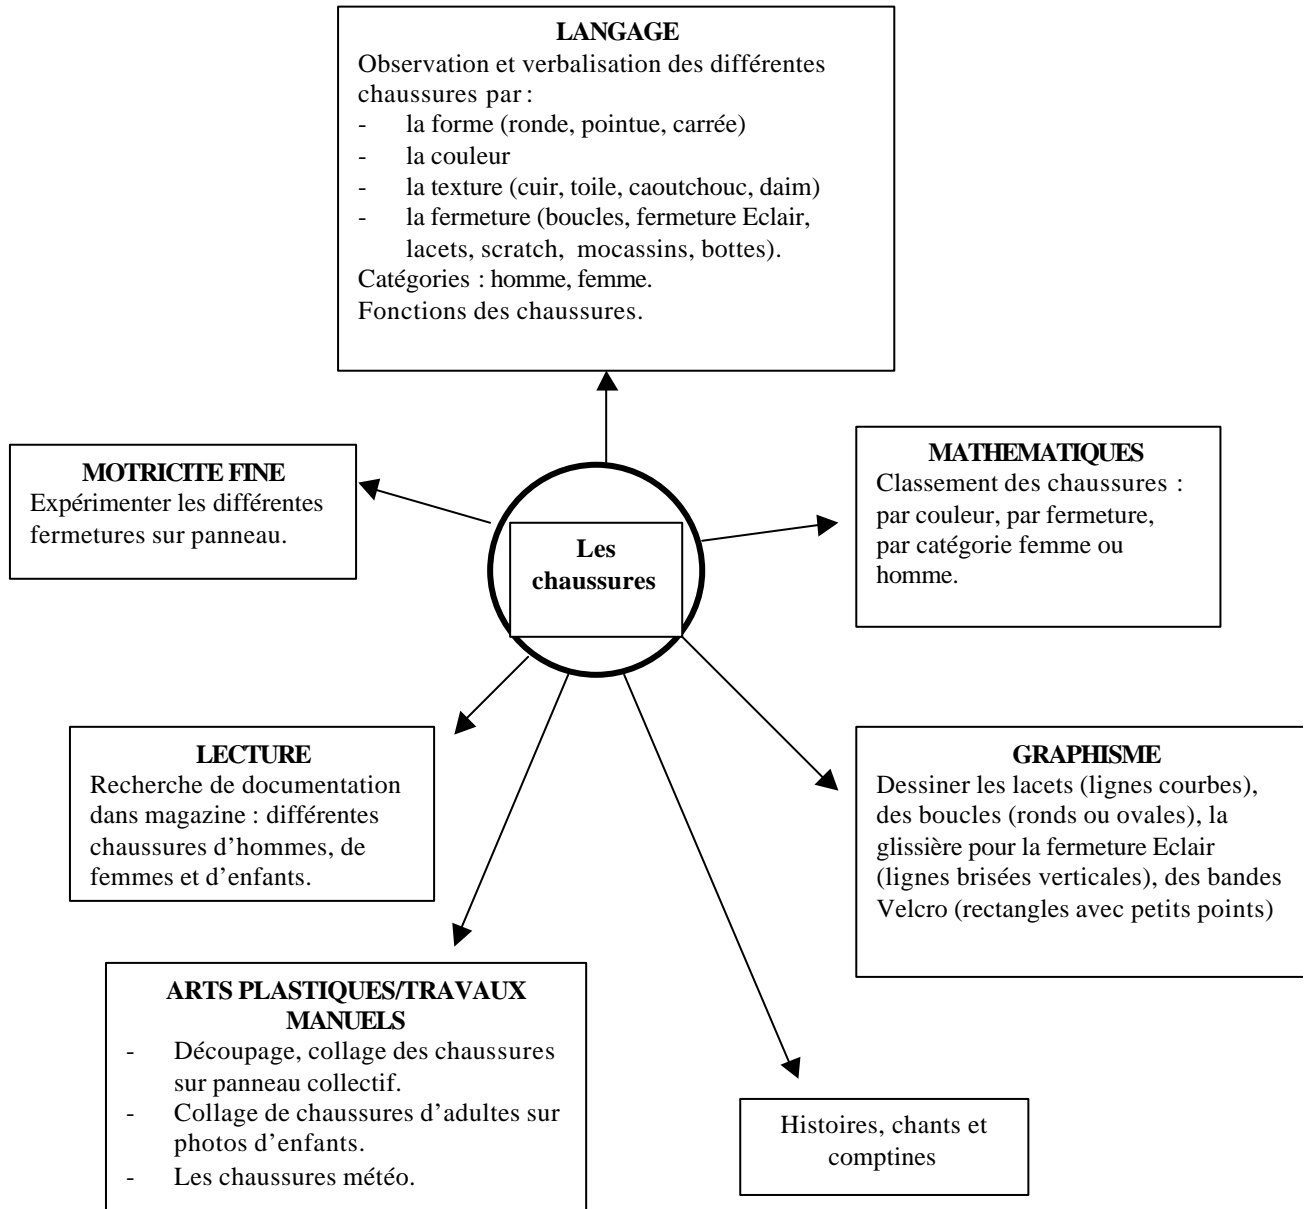 LANGAGE
Observation et verbalisation des différentes
chaussures par :
- la forme (ronde, pointue, carrée)
- la couleur
- la texture (cuir, toile, caoutchouc, daim)
- la fermeture (boucles, fermeture Eclair,
lacets, scratch, mocassins, bottes).
Catégories : homme, femme.
Fonctions des chaussures.
MOTRICITE FINE
Expérimenter les différentes
fermetures sur panneau.
MATHEMATIQUES
Classement des chaussures :
par couleur, par fermeture,
par catégorie femme ou
homme.
Les
chaussures
LECTURE
Recherche de documentation
dans magazine : différentes
chaussures d’hommes, de
femmes et d’enfants.
GRAPHISME
Dessiner les lacets (lignes courbes),
des boucles (ronds ou ovales), la
glissière pour la fermeture Eclair
(lignes brisées verticales), des bandes
Velcro (rectangles avec petits points)
ARTS PLASTIQUES/TRAVAUX
MANUELS
- Découpage, collage des chaussures
sur panneau collectif.
- Collage de chaussures d’adultes sur
photos d’enfants.
- Les chaussures météo.
Histoires, chants et
comptines